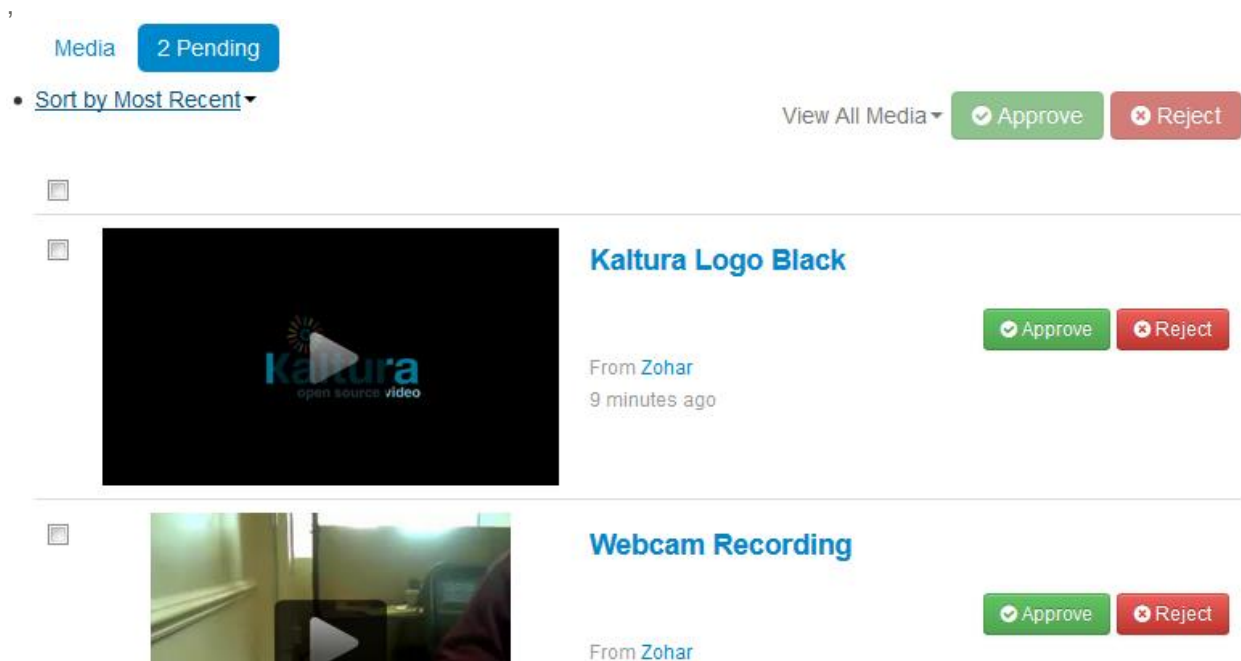 ,
Media 2 Pending
Sort by Most Recent
View All Media Approve Reject
Kaltura Logo Black
Approve Reject
Kaltura
open source video
From Zohar
9 minutes ago
Webcam Recording
Approve Reject
From Zohar